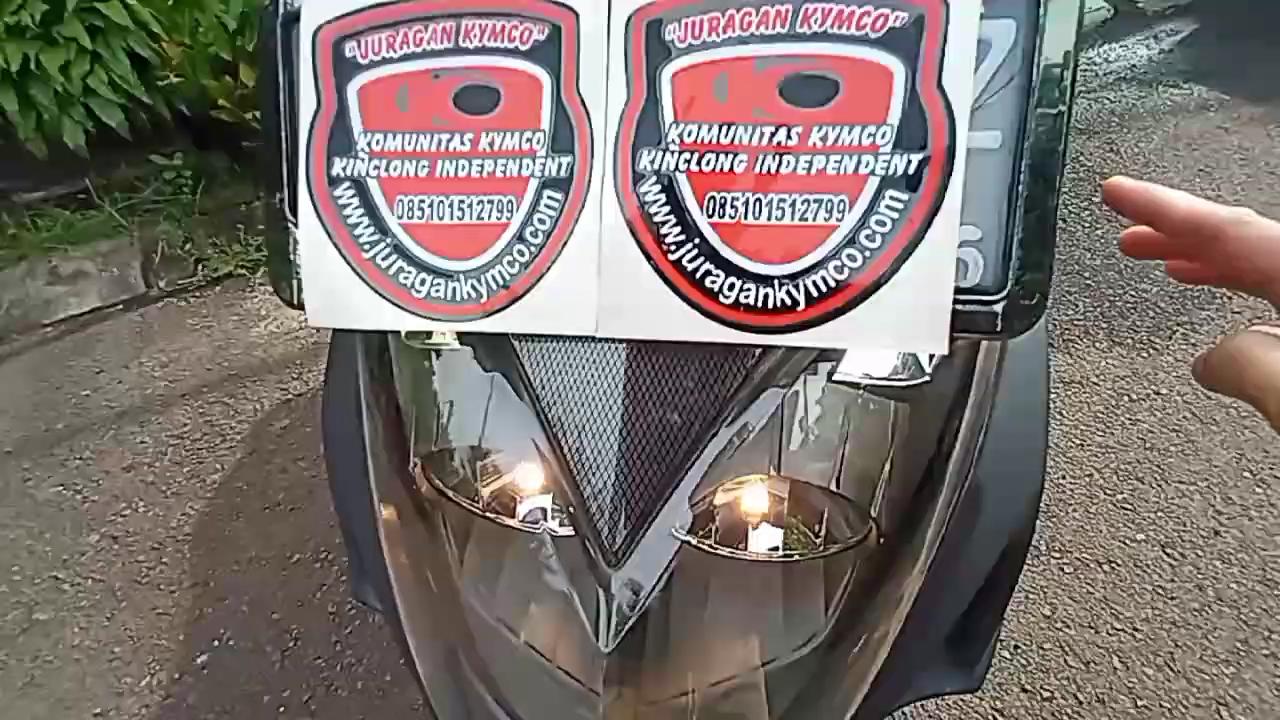 "JURAGAN KYMCO"
KOMUNITAS KYMCO
KINCLONG INDEPENDENT
085101512799
www.juragankymco.com
"JURAGAN KYMCO"
KOMUNITAS KYMCO
KINCLONG INDEPENDENT
085101512799
www.juragankymco.com